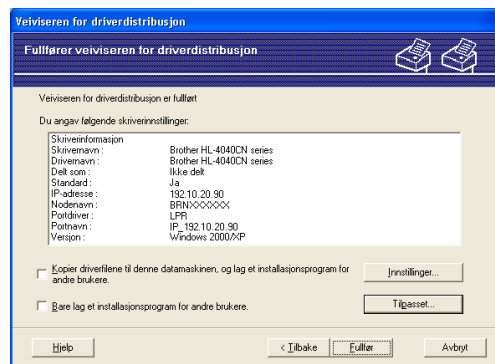 Veiviseren for driverdistribusjon
Fullfører veiviseren for driverdistribusjon
Veiviseren for driverdistribusjon er fullført
Du angav følgende skriverinnstillinger:
Skriverinformasjon
Skrivernavn : Brother HL-4040CN series
Drivernavn : Brother HL-4040CN series
Delt som : Ikke delt
Standard : Ja
IP-adresse : 192.10.20.90
Nodenavn : BRNXXXXXX
Portdriver : LPR
Portnavn : IP_192.10.20.90
Versjon : Windows 2000/XP
Kopier driverfilene til denne datamaskinen, og lag et installasjonsprogram for
andre brukere.
Innstillinger...
Bare lag et installasjonsprogram for andre brukere.
Tilpasset...
Hjelp
< Tilbake
Fullfør
Avbryt